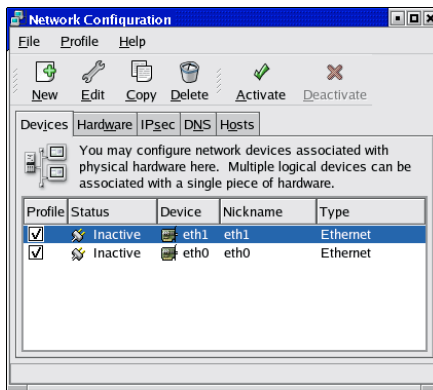 Network Configuration
File Profile Help
New Edit Copy Delete Activate Deactivate
Devices Hardware IPsec DNS Hosts
You may configure network devices associated with
physical hardware here. Multiple logical devices can be
associated with a single piece of hardware.
Profile Status Device Nickname Type
Inactive eth1 eth1 Ethernet
Inactive eth0 eth0 Ethernet